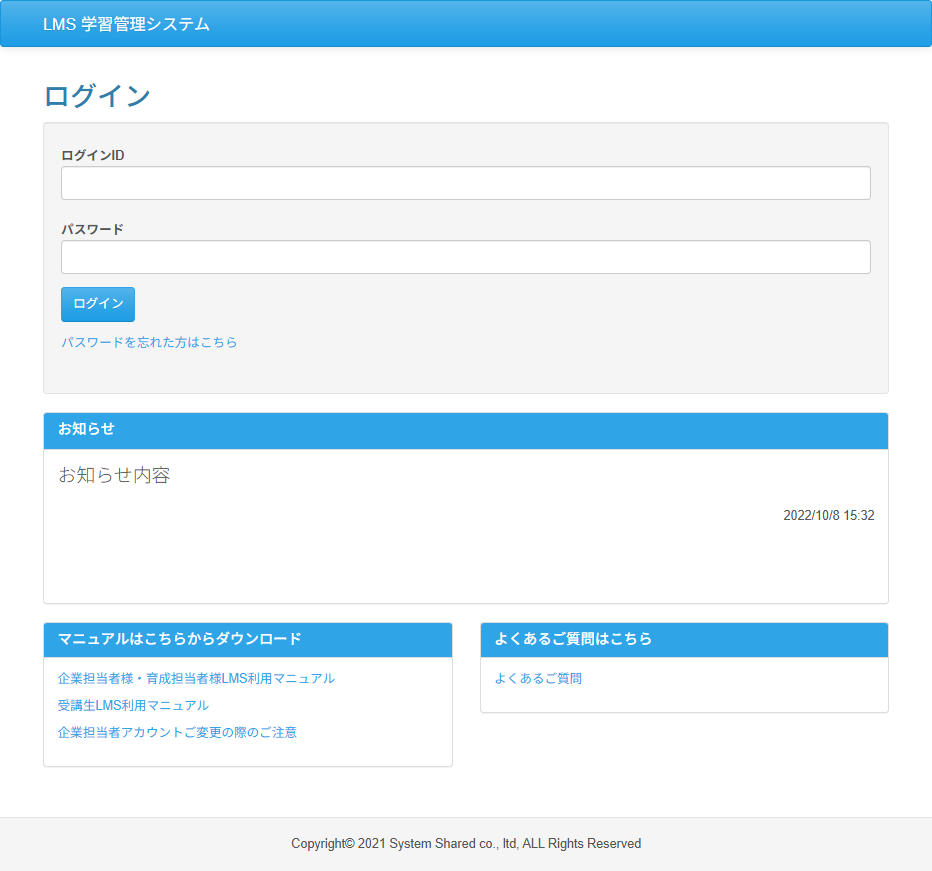 LMS 学習管理システム
ログイン
ログインID
パスワード
ログイン
パスワードを忘れた方はこちら
お知らせ
お知らせ内容
2022/10/8 15:32
マニュアルはこちらからダウンロード
企業担当者様・育成担当者様LMS利用マニュアル
受講生LMS利用マニュアル
企業担当者アカウントご変更の際のご注意
よくあるご質問はこちら
よくあるご質問
Copyright© 2021 System Shared co., ltd, ALL Rights Reserved